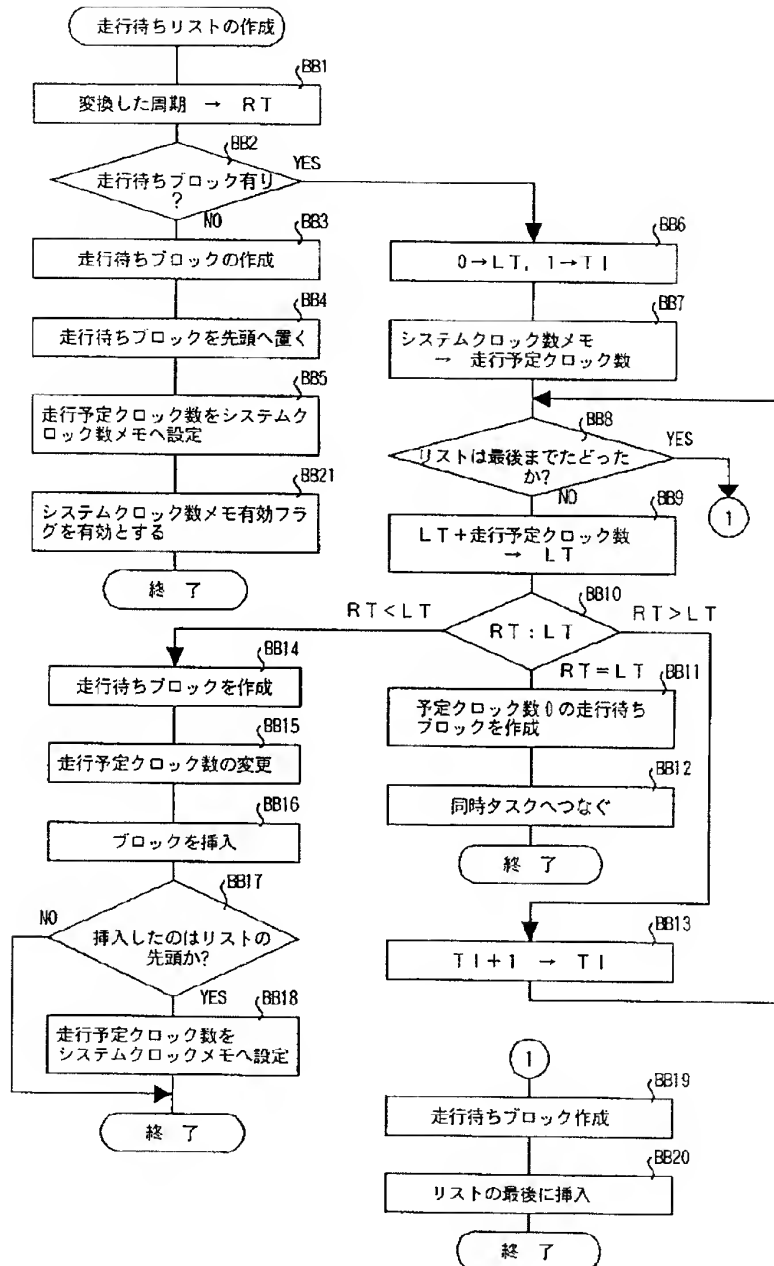 走行待ちリストの作成
BB1
変換した周期 → RT
BB2
走行待ちブロック有り
?
YES
NO
BB3
走行待ちブロックの作成
BB4
走行待ちブロックを先頭へ置く
BB5
走行予定クロック数をシステムク
ロック数メモへ設定
BB21
システムクロック数メモ有効フラ
グを有効とする
終 了
BB6
0→LT, 1→TI
BB7
システムクロック数メモ
→ 走行予定クロック数
BB8
リストは最後までたどった
か?
YES
1
NO
BB9
LT+走行予定クロック数
→ LT
BB10
RT:LT
RT<LT
RT>LT
RT=LT
BB11
予定クロック数0の走行待ち
ブロックを作成
BB12
同時タスクへつなぐ
終 了
BB13
TI+1 → TI
BB14
走行待ちブロックを作成
BB15
走行予定クロック数の変更
BB16
ブロックを挿入
BB17
挿入したのはリストの
先頭か?
NO
YES
BB18
走行予定クロック数を
システムクロックメモへ設定
終 了
1
BB19
走行待ちブロック作成
BB20
リストの最後に挿入
終 了